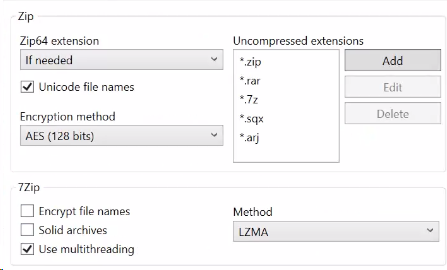 Zip
Zip64 extension
If needed
Unicode file names
Encryption method
AES (128 bits)
Uncompressed extensions
*.zip
*.rar
*.7z
*.sqx
*.arj
Add
Edit
Delete
7Zip
Encrypt file names
Solid archives
Use multithreading
Method
LZMA